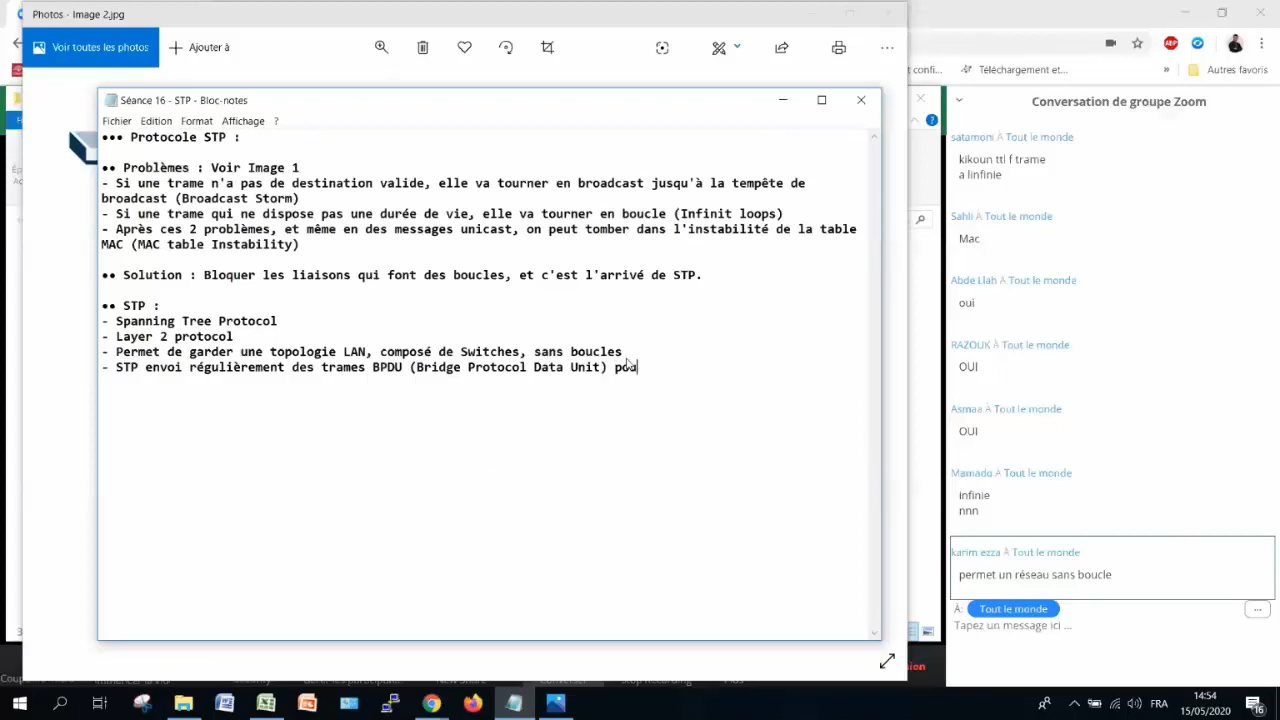 Photos - Image 2.jpg
Voir toutes les photos
Ajouter à
Séance 16 - STP - Bloc-notes
Fichier Edition Format Affichage ?
••• Protocole STP :
•• Problèmes : Voir Image 1
- Si une trame n'a pas de destination valide, elle va tourner en broadcast jusqu'à la tempête de
broadcast (Broadcast Storm)
- Si une trame qui ne dispose pas une durée de vie, elle va tourner en boucle (Infinit loops)
- Après ces 2 problèmes, et même en des messages unicast, on peut tomber dans l'instabilité de la table
MAC (MAC table Instability)
•• Solution : Bloquer les liaisons qui font des boucles, et c'est l'arrivé de STP.
•• STP :
- Spanning Tree Protocol
- Layer 2 protocol
- Permet de garder une topologie LAN, composé de Switches, sans boucles
- STP envoi régulièrement des trames BPDU (Bridge Protocol Data Unit) pou
ABP
t confi...
Téléchargement et...
»
Autres favoris
Conversation de groupe Zoom
satamoni À Tout le monde
kikoun ttl f trame
a linfinie
Sahli À Tout le monde
Mac
Abde Llah À Tout le monde
oui
RAZOUK À Tout le monde
OUI
Asmaa À Tout le monde
OUI
Mamado À Tout le monde
infinie
nnn
karim ezza À Tout le monde
permet un réseau sans boucle
À: Tout le monde
...
Tapez un message ici ...
FR
14:54
15/05/2020
16